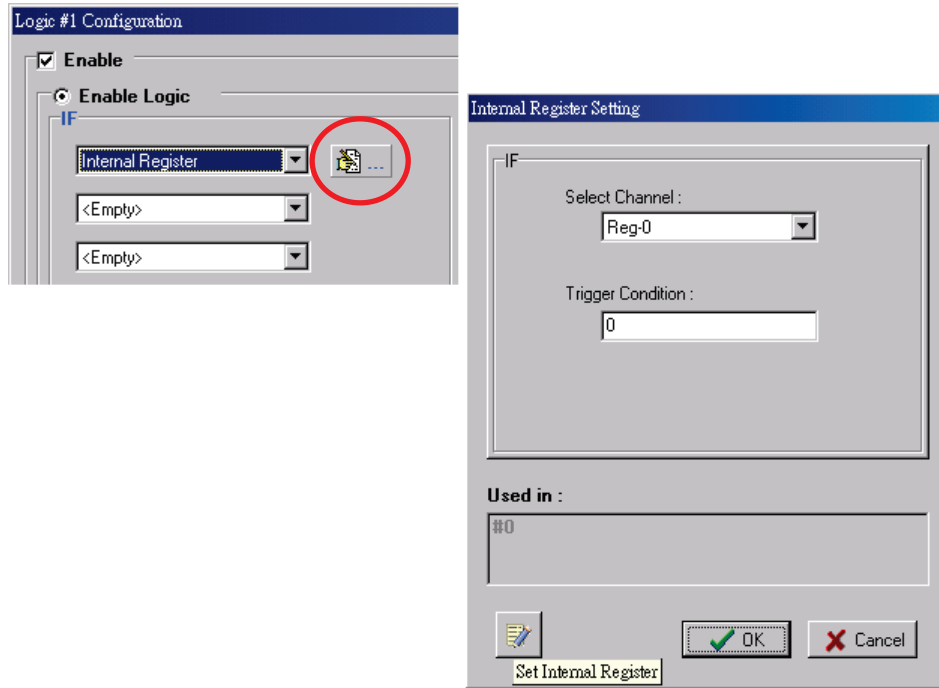 Logic #1 Configuration
Enable
Enable Logic
IF
Internal Register
...
<Empty>
<Empty>
Internal Register Setting
IF
Select Channel :
Reg-0
Trigger Condition :
0
Used in :
#0
OK
Cancel
Set Internal Register